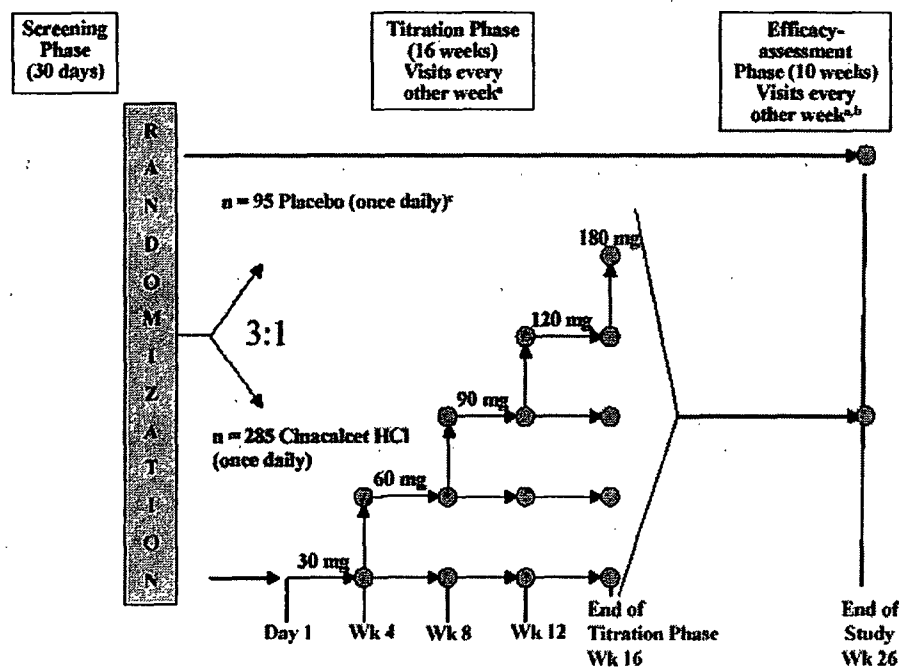 Screening
Phase
(30 days)
Titration Phase
(16 weeks)
Visits every
other weekª
Efficacy-
assessment
Phase (10 weeks)
Visits every
other weekª,ᵇ
RANDOMIZATION
n = 95 Placebo (once daily)ᶜ
3:1
n = 285 Cinacalcet HCl
(once daily)
180 mg
120 mg
90 mg
60 mg
30 mg
Day 1
Wk 4
Wk 8
Wk 12
End of
Titration Phase
Wk 16
End of
Study
Wk 26